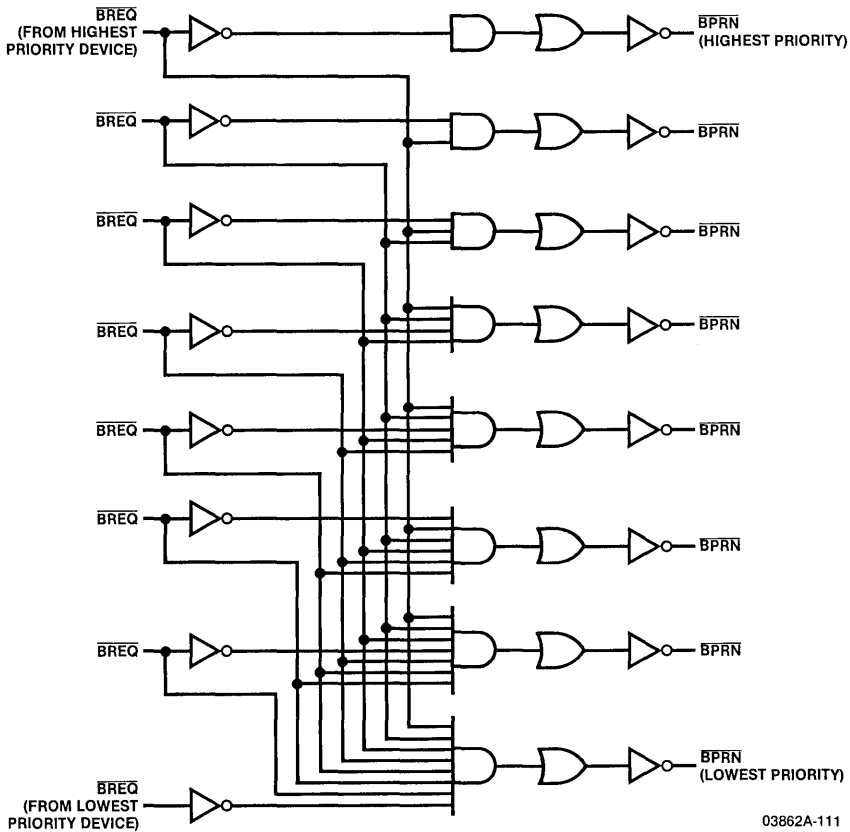 BREQ
(FROM HIGHEST
PRIORITY DEVICE)
BPRN
(HIGHEST PRIORITY)
BREQ
BPRN
BREQ
BPRN
BREQ
BPRN
BREQ
BPRN
BREQ
BPRN
BREQ
BPRN
BREQ
(FROM LOWEST
PRIORITY DEVICE)
BPRN
(LOWEST PRIORITY)
03862A-111